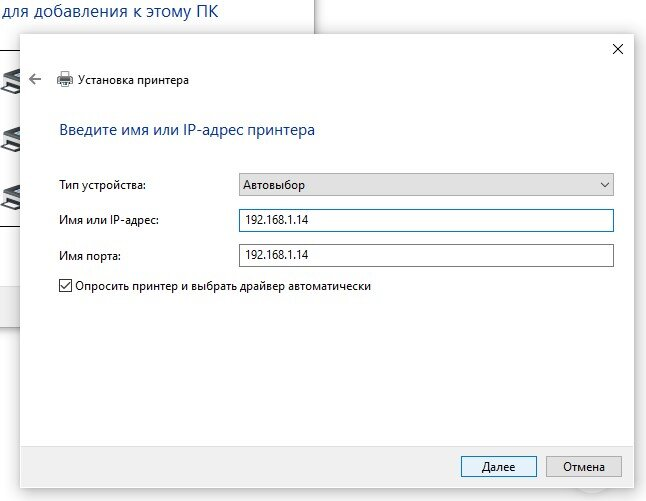 для добавления к этому ПК
Установка принтера
Введите имя или IP-адрес принтера
Тип устройства:
Автовыбор
Имя или IP-адрес:
192.168.1.14
Имя порта:
192.168.1.14
Опросить принтер и выбрать драйвер автоматически
Далее
Отмена